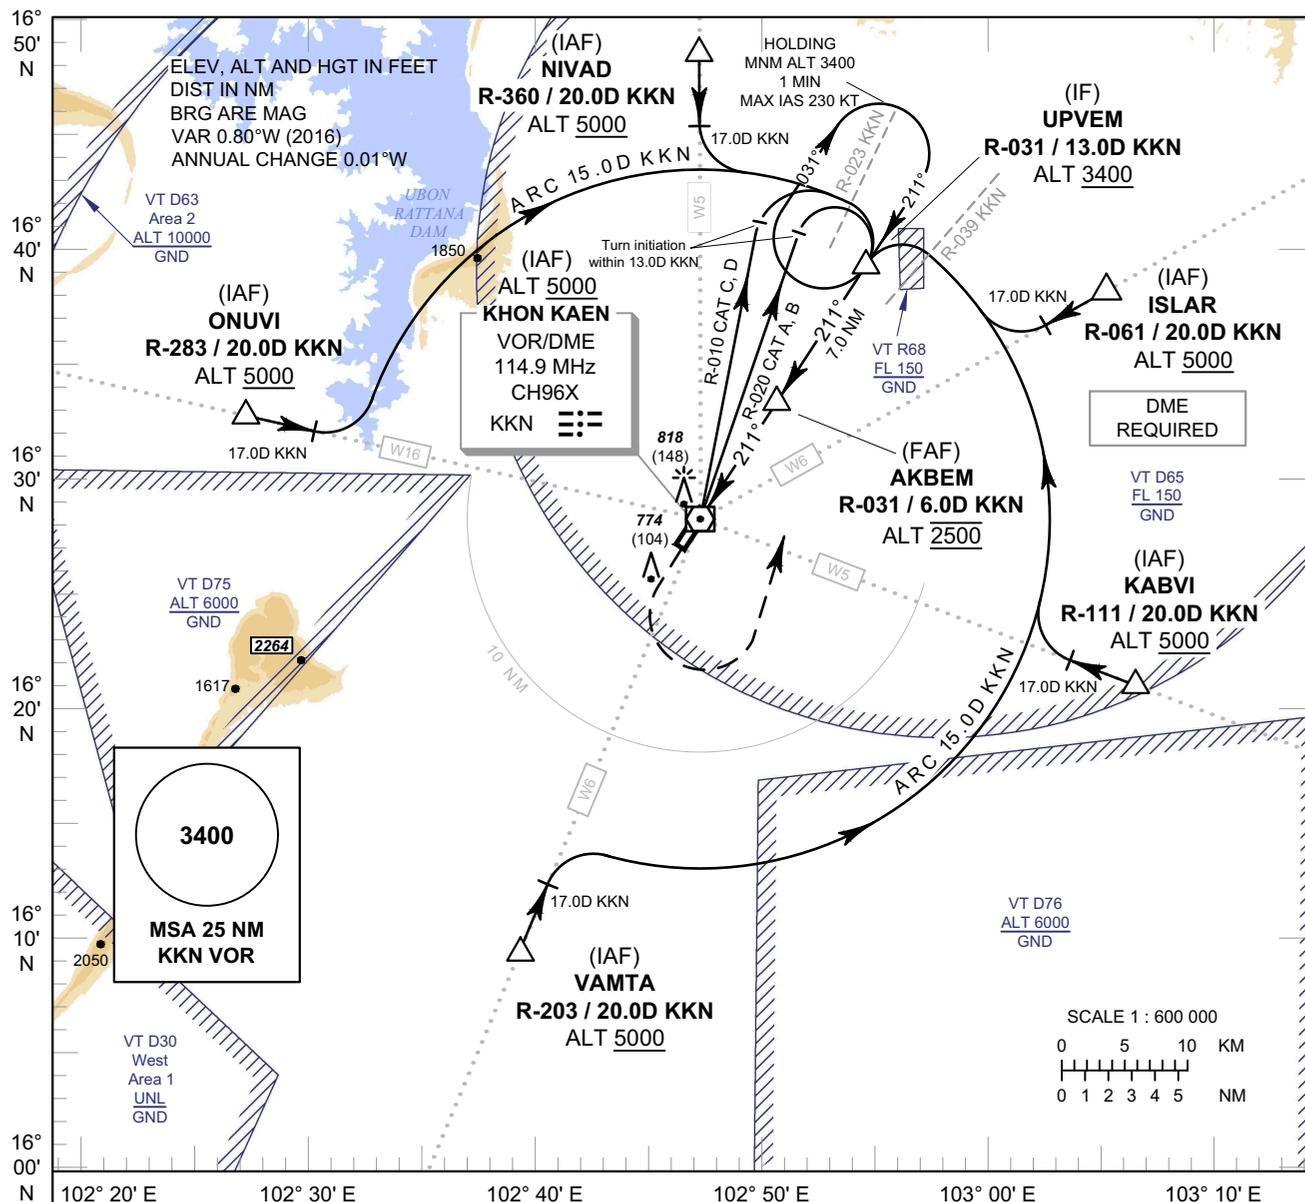 16°
50'
N
16°
40'
N
16°
30'
N
16°
20'
N
16°
10'
N
16°
00'
N
102° 20' E
102° 30' E
102° 40' E
102° 50' E
103° 00' E
103° 10' E
ELEV, ALT AND HGT IN FEET
DIST IN NM
BRG ARE MAG
VAR 0.80°W (2016)
ANNUAL CHANGE 0.01°W
(IAF)
NIVAD
R-360 / 20.0D KKN
ALT 5000
17.0D KKN
HOLDING
MNM ALT 3400
1 MIN
MAX IAS 230 KT
(IF)
UPVEM
R-031 / 13.0D KKN
ALT 3400
VT D63
Area 2
ALT 10000
GND
UBON
RATTANA
DAM
1850
ARC 15.0D KKN
W5
031°
R-023 KKN
211°
R-039 KKN
Turn initiation
within 13.0D KKN
(IAF)
ALT 5000
KHON KAEN
VOR/DME
114.9 MHz
CH96X
KKN
(IAF)
ONUVI
R-283 / 20.0D KKN
ALT 5000
17.0D KKN
W16
R-010 CAT C, D
R-020 CAT A, B
211°
7.0 NM
211°
VT R68
FL 150
GND
17.0D KKN
(IAF)
ISLAR
R-061 / 20.0D KKN
ALT 5000
DME
REQUIRED
818
(148)
774
(104)
W6
(FAF)
AKBEM
R-031 / 6.0D KKN
ALT 2500
VT D65
FL 150
GND
W5
(IAF)
KABVI
R-111 / 20.0D KKN
ALT 5000
17.0D KKN
VT D75
ALT 6000
GND
2264
1617
10 NM
3400
MSA 25 NM
KKN VOR
2050
W6
ARC 15.0D KKN
17.0D KKN
(IAF)
VAMTA
R-203 / 20.0D KKN
ALT 5000
VT D76
ALT 6000
GND
VT D30
West
Area 1
UNL
GND
SCALE 1 : 600 000
0 5 10 KM
0 1 2 3 4 5 NM